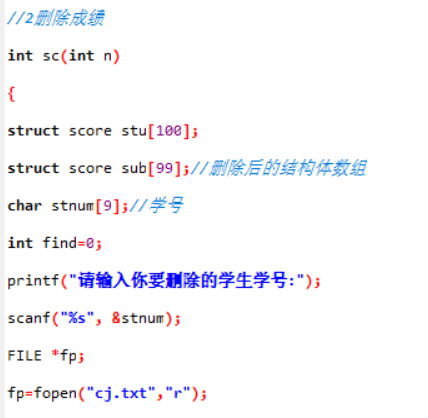 //2删除成绩
int sc(int n)
{
struct score stu[100];
struct score sub[99];//删除后的结构体数组
char stnum[9];//学号
int find=0;
printf("请输入你要删除的学生学号:");
scanf("%s", &stnum);
FILE *fp;
fp=fopen("cj.txt","r");